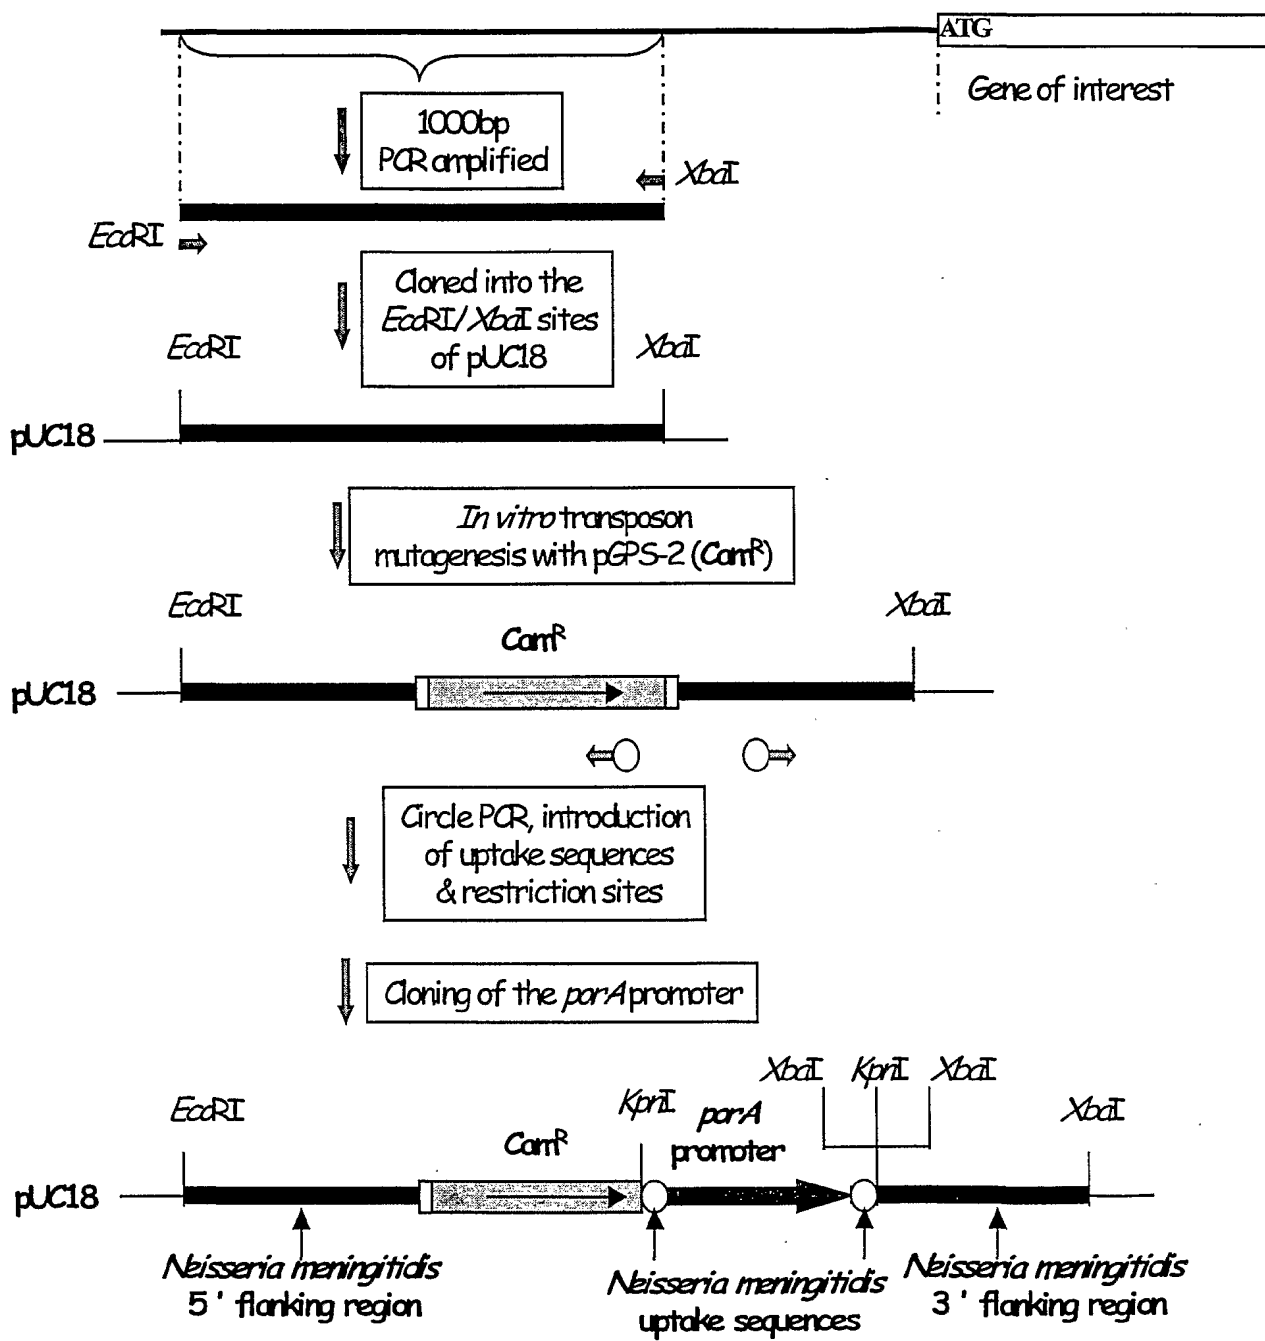 ATG
Gene of interest
1000bp
PCR amplified
XbaI
EcoRI
Cloned into the
EcoRI/XbaI sites
of pUC18
EcoRI
XbaI
pUC18
In vitro transposon
mutagenesis with pGPS-2 (CamR)
EcoRI
XbaI
CamR
pUC18
Circle PCR, introduction
of uptake sequences
& restriction sites
Cloning of the porA promoter
XbaI KpnI XbaI
EcoRI
KpnI
porA
promoter
XbaI
CamR
pUC18
Neisseria meningitidis
5' flanking region
Neisseria meningitidis
uptake sequences
Neisseria meningitidis
3' flanking region